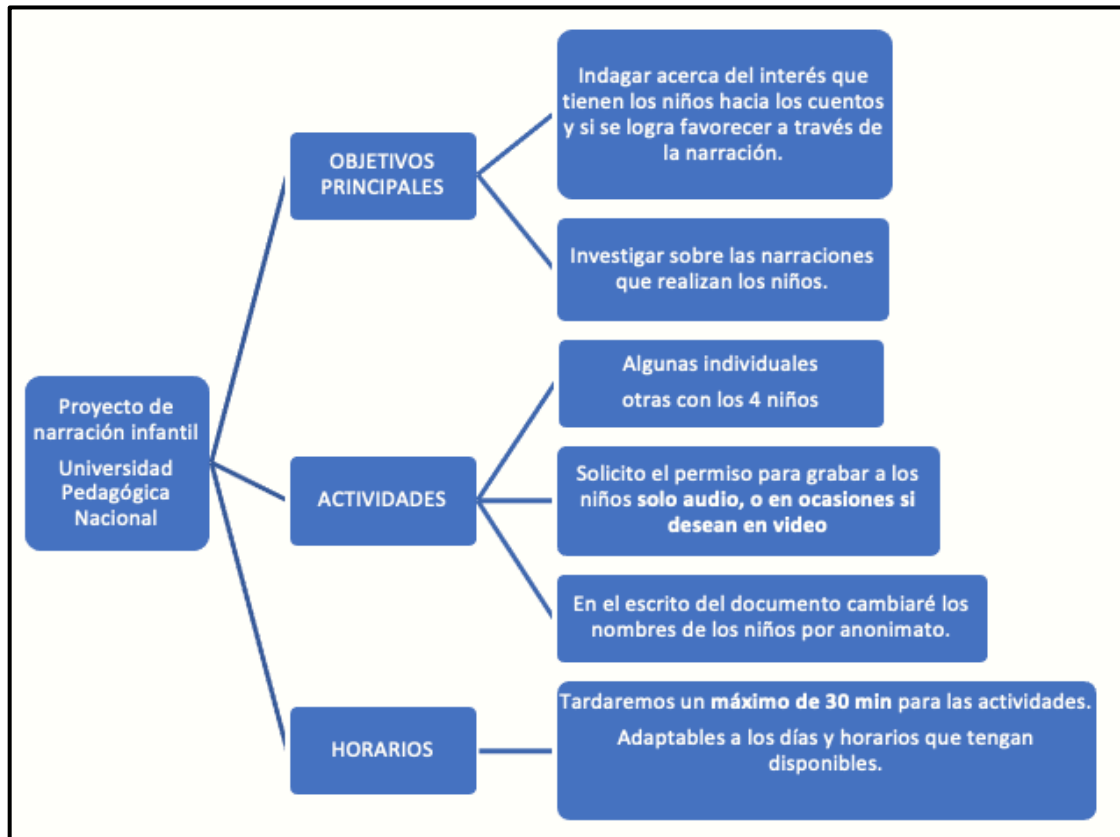 Proyecto de
narración infantil
Universidad
Pedagógica
Nacional
OBJETIVOS
PRINCIPALES
Indagar acerca del interés que
tienen los niños hacia los cuentos
y si se logra favorecer a través de
la narración.
Investigar sobre las narraciones
que realizan los niños.
ACTIVIDADES
Algunas individuales
otras con los 4 niños
Solicito el permiso para grabar a los
niños solo audio, o en ocasiones si
desean en video
En el escrito del documento cambiaré los
nombres de los niños por anonimato.
HORARIOS
Tardaremos un máximo de 30 min para las actividades.
Adaptables a los días y horarios que tengan
disponibles.